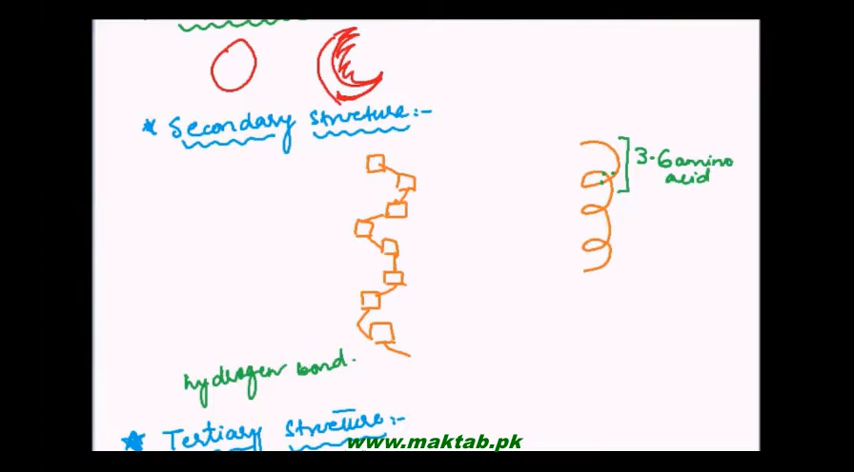 * Secondary Structure:-
3.6 amino
acid
hydrogen bond.
* Tertiary Structure:-
www.maktab.pk